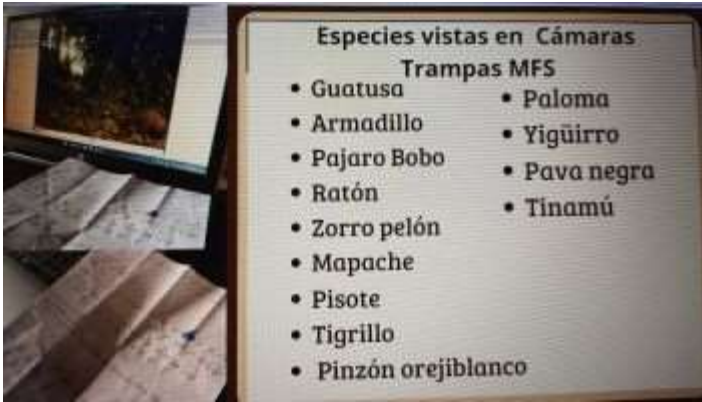 Especies vistas en Cámaras
Trampas MFS
• Guatusa
• Armadillo
• Pajaro Bobo
• Ratón
• Zorro pelón
• Mapache
• Pisote
• Tigrillo
• Pinzón orejiblanco
• Paloma
• Yigüirro
• Pava negra
• Tinamú